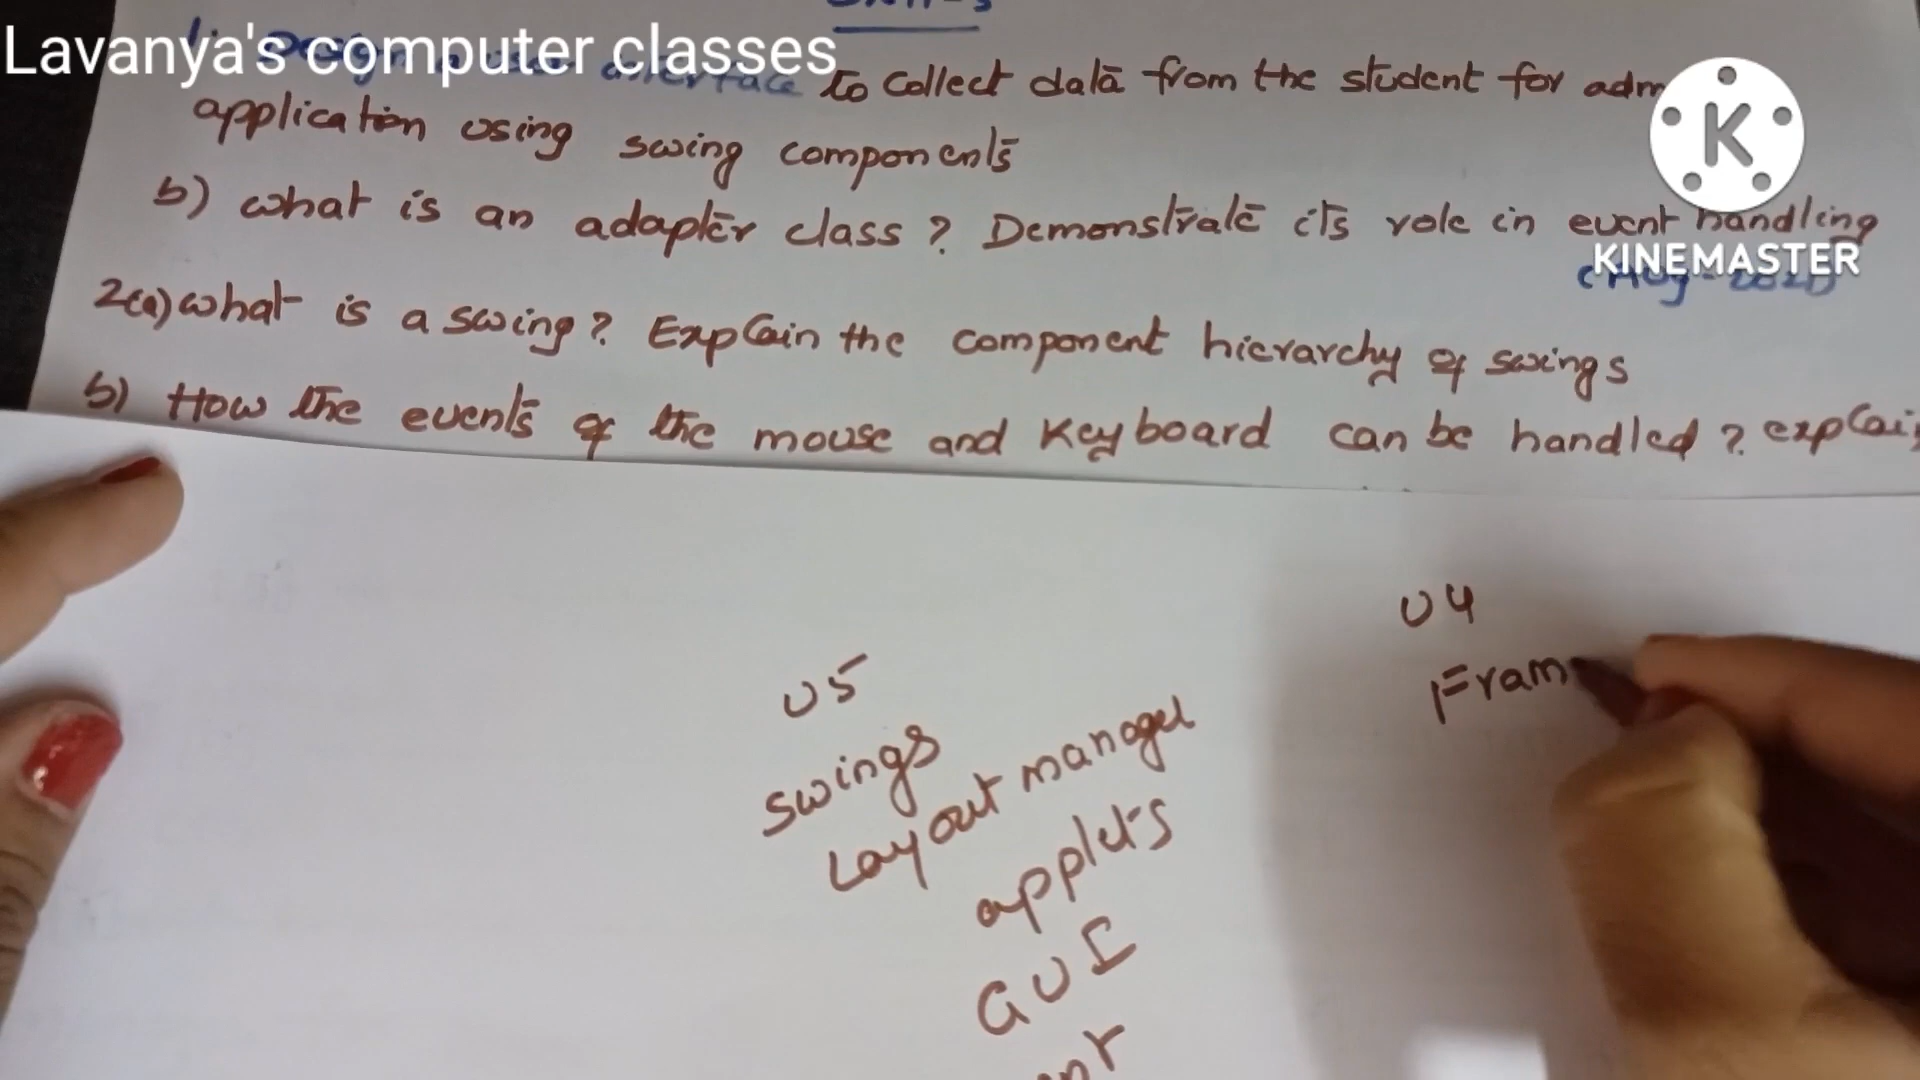 Lavanya's computer classes
to collect data from the student for adm
application using swing components
b) what is an adapter class? Demonstrate its role in event handling
K
KINEMASTER
2(a) what is a swing? Explain the component hierarchy of swings
b) How the events of the mouse and Keyboard can be handled? explai
U4
Fram
U5
swings
Layout manager
applets
GUI